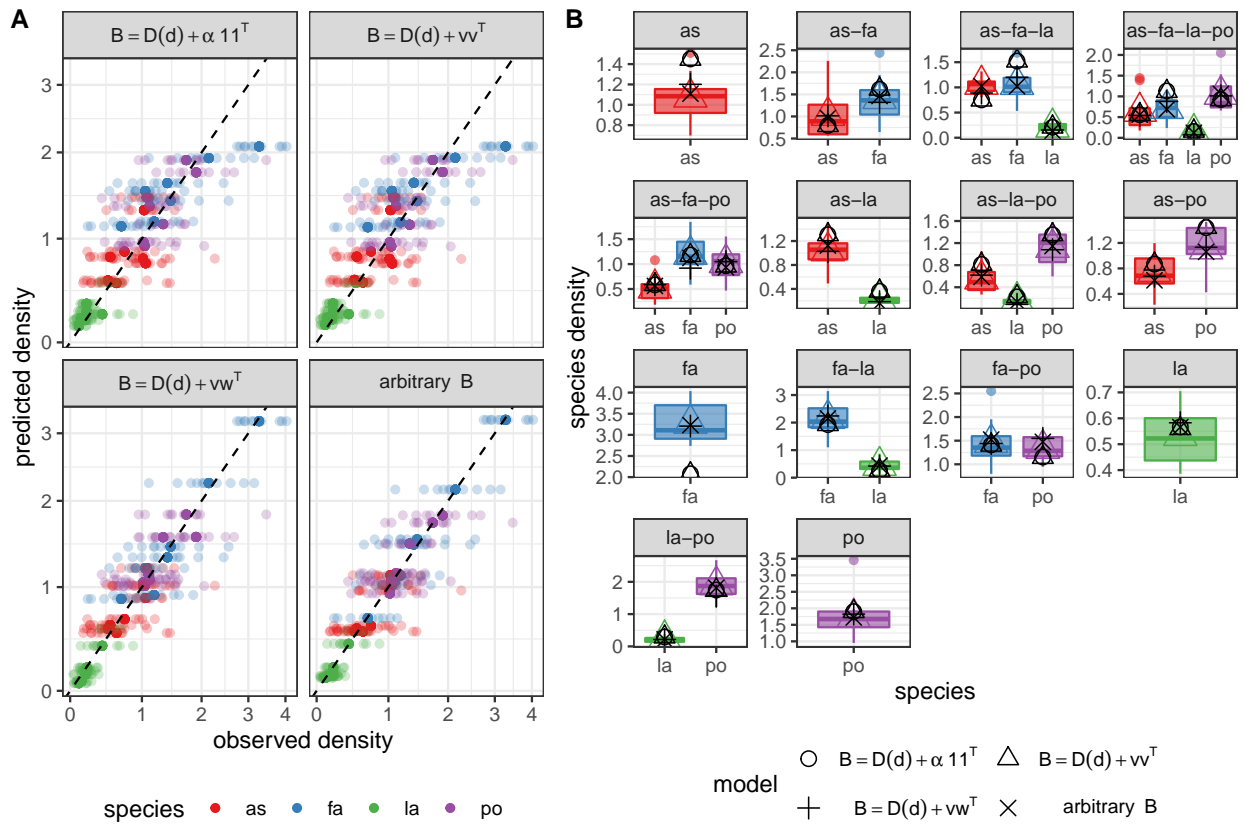 A
B = D(d) + α 11^T
B = D(d) + vv^T
3
2
1
0
B = D(d) + vw^T
arbitrary B
3
2
1
0
0 1 2 3 4
0 1 2 3 4
predicted density
observed density
species as fa la po
B
as
as−fa
as−fa−la
as−fa−la−po
1.4
1.2
1.0
0.8
as
2.5
2.0
1.5
1.0
0.5
as fa
1.5
1.0
0.5
0.0
as fa la
2.0
1.5
1.0
0.5
0.0
as fa la po
as−fa−po
as−la
as−la−po
as−po
1.5
1.0
0.5
as fa po
1.2
0.8
0.4
as la
1.6
1.2
0.8
0.4
as la po
1.2
0.8
0.4
as po
fa
fa−la
fa−po
la
4.0
3.5
3.0
2.5
2.0
fa
3
2
1
0
fa la
2.5
2.0
1.5
1.0
fa po
0.7
0.6
0.5
0.4
la
la−po
po
2
1
0
la po
3.5
3.0
2.5
2.0
1.5
1.0
po
species density
species
model
B = D(d) + α 11^T
B = D(d) + vv^T
B = D(d) + vw^T
arbitrary B